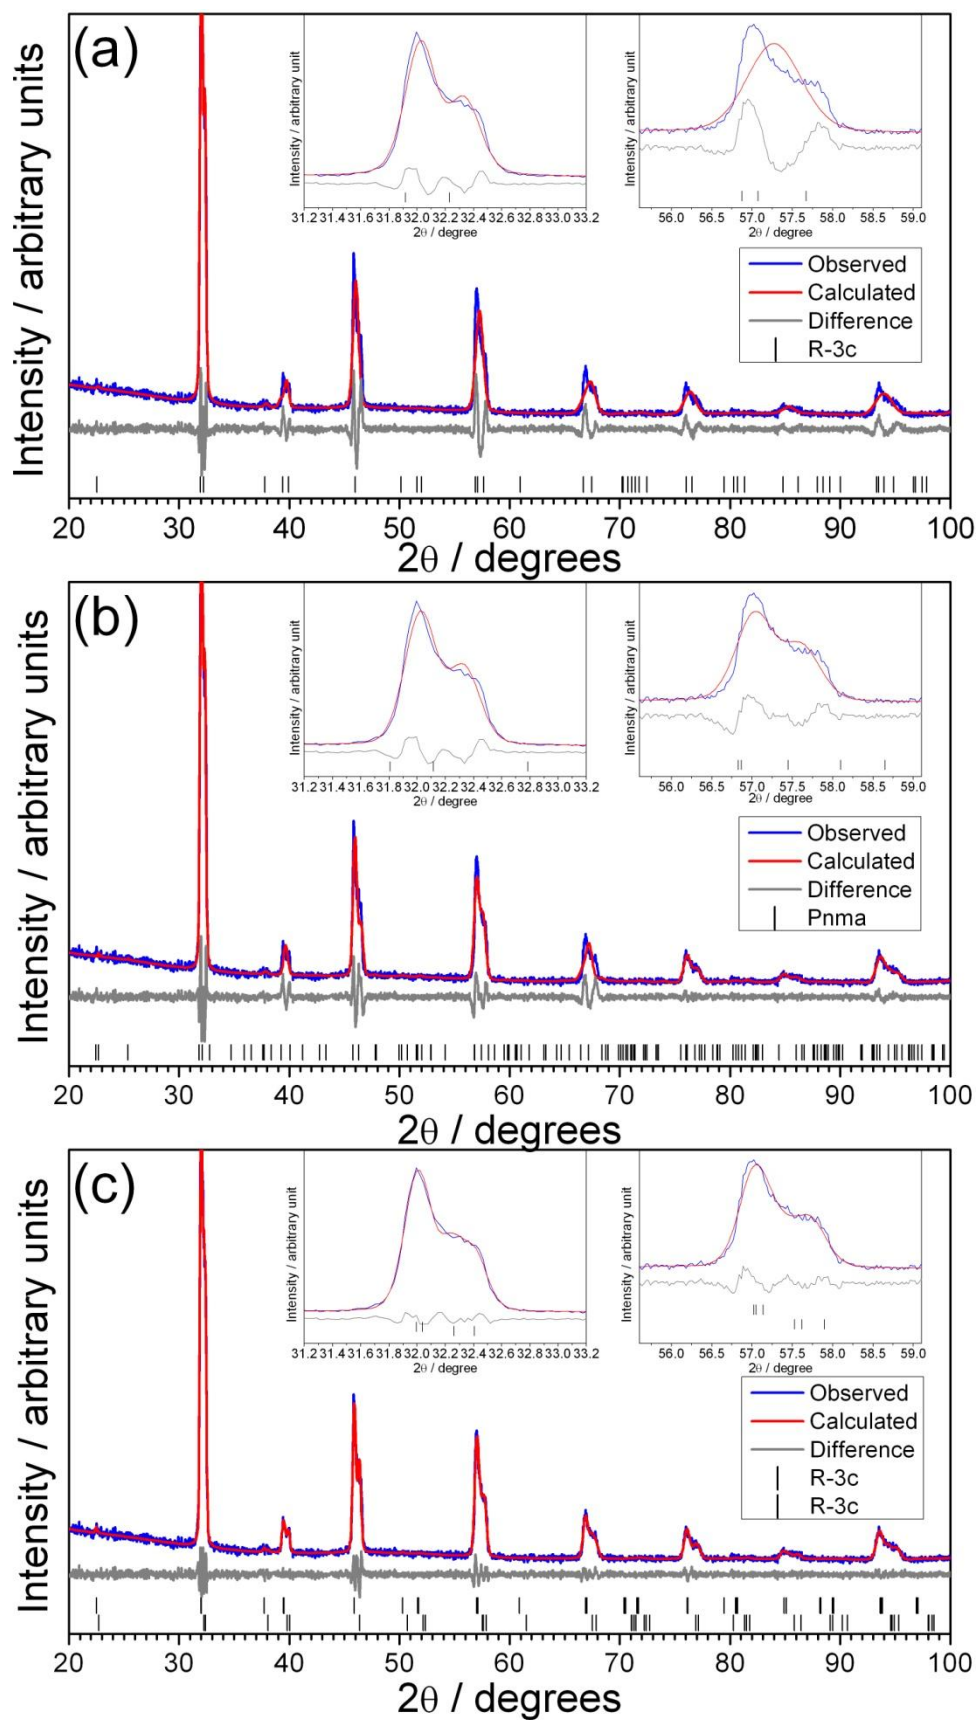 (a)
Intensity / arbitrary units
Intensity / arbitrary unit
31.2 31.4 31.6 31.8 32.0 32.2 32.4 32.6 32.8 33.0 33.2
2θ / degree
Intensity / arbitrary unit
56.0 56.5 57.0 57.5 58.0 58.5 59.0
2θ / degree
Observed
Calculated
Difference
R-3c
20 30 40 50 60 70 80 90 100
2θ / degrees
(b)
Intensity / arbitrary units
Intensity / arbitrary unit
31.2 31.4 31.6 31.8 32.0 32.2 32.4 32.6 32.8 33.0 33.2
2θ / degree
Intensity / arbitrary unit
56.0 56.5 57.0 57.5 58.0 58.5 59.0
2θ / degree
Observed
Calculated
Difference
Pnma
20 30 40 50 60 70 80 90 100
2θ / degrees
(c)
Intensity / arbitrary units
Intensity / arbitrary unit
31.2 31.4 31.6 31.8 32.0 32.2 32.4 32.6 32.8 33.0 33.2
2θ / degree
Intensity / arbitrary unit
56.0 56.5 57.0 57.5 58.0 58.5 59.0
2θ / degree
Observed
Calculated
Difference
R-3c
R-3c
20 30 40 50 60 70 80 90 100
2θ / degrees